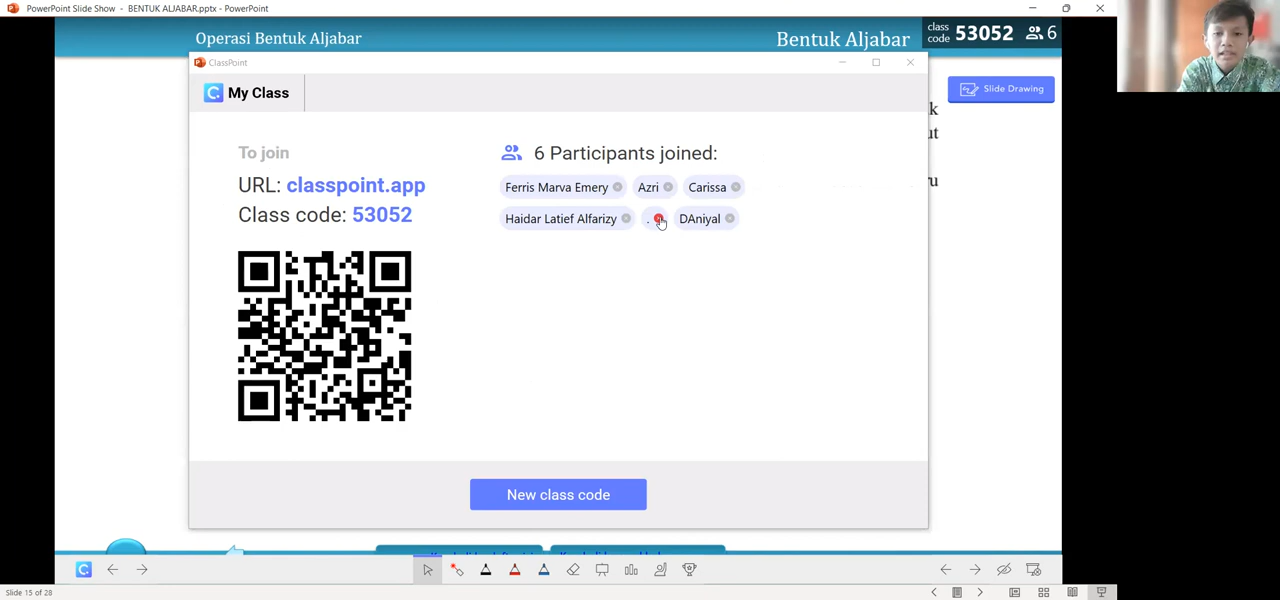 PowerPoint Slide Show - BENTUK ALJABAR.pptx - PowerPoint
Operasi Bentuk Aljabar
Bentuk Aljabar
class code 53052 6
ClassPoint
My Class
Slide Drawing
k
ut
ru
To join
URL: classpoint.app
Class code: 53052
6 Participants joined:
Ferris Marva Emery Azri Carissa
Haidar Latief Alfarizy . DAniyal
New class code
Slide 15 of 28